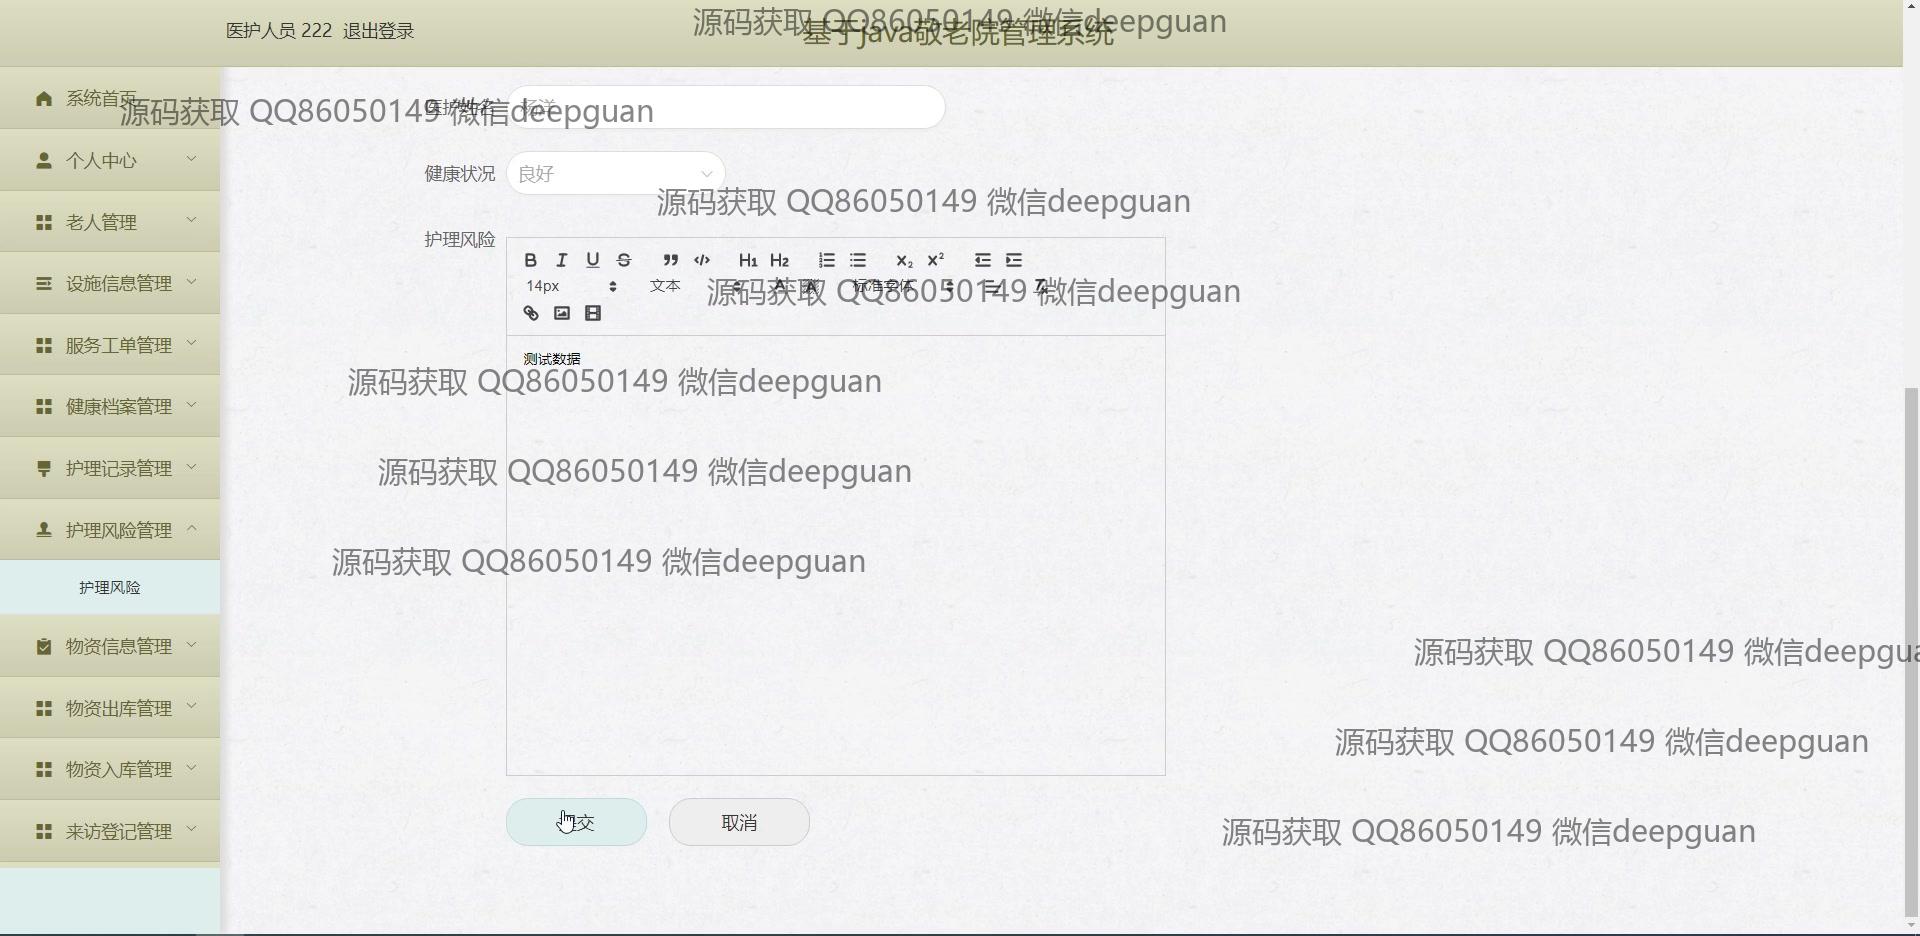 医护人员 222 退出登录
源码获取 QQ86050149 微信deepguan
基于java敬老院管理系统
系统首页
源码获取 QQ86050149 微信deepguan
医护姓名
杨洋
个人中心
健康状况
良好
源码获取 QQ86050149 微信deepguan
老人管理
护理风险
B I U S H1 H2 X2 X2
设施信息管理
14px
文本
标准字体
源码获取 QQ86050149 微信deepguan
服务工单管理
测试数据
源码获取 QQ86050149 微信deepguan
健康档案管理
护理记录管理
源码获取 QQ86050149 微信deepguan
护理风险管理
源码获取 QQ86050149 微信deepguan
护理风险
物资信息管理
源码获取 QQ86050149 微信deepgua
物资出库管理
源码获取 QQ86050149 微信deepguan
物资入库管理
提交
取消
来访登记管理
源码获取 QQ86050149 微信deepguan